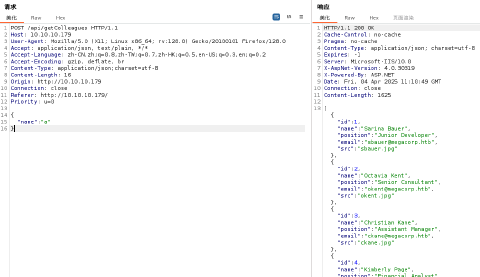 请求
美化 Raw Hex
1 POST /api/getColleagues HTTP/1.1
2 Host: 10.10.10.179
3 User-Agent: Mozilla/5.0 (X11; Linux x86_64; rv:128.0) Gecko/20100101 Firefox/128.0
4 Accept: application/json, text/plain, */*
5 Accept-Language: zh-CN,zh;q=0.8,zh-TW;q=0.7,zh-HK;q=0.5,en-US;q=0.3,en;q=0.2
6 Accept-Encoding: gzip, deflate, br
7 Content-Type: application/json;charset=utf-8
8 Content-Length: 16
9 Origin: http://10.10.10.179
10 Connection: close
11 Referer: http://10.10.10.179/
12 Priority: u=0
13
14 {
15 "name":"a"
16 }
响应
美化 Raw Hex 页面渲染
1 HTTP/1.1 200 OK
2 Cache-Control: no-cache
3 Pragma: no-cache
4 Content-Type: application/json; charset=utf-8
5 Expires: -1
6 Server: Microsoft-IIS/10.0
7 X-AspNet-Version: 4.0.30319
8 X-Powered-By: ASP.NET
9 Date: Fri, 04 Apr 2025 11:10:49 GMT
10 Connection: close
11 Content-Length: 1625
12
13 [
{
"id":1,
"name":"Sarina Bauer",
"position":"Junior Developer",
"email":"sbauer@megacorp.htb",
"src":"sbauer.jpg"
},
{
"id":2,
"name":"Octavia Kent",
"position":"Senior Consultant",
"email":"okent@megacorp.htb",
"src":"okent.jpg"
},
{
"id":3,
"name":"Christian Kane",
"position":"Assistant Manager",
"email":"ckane@megacorp.htb",
"src":"ckane.jpg"
},
{
"id":4,
"name":"Kimberly Page",
"position":"Financial Analyst",